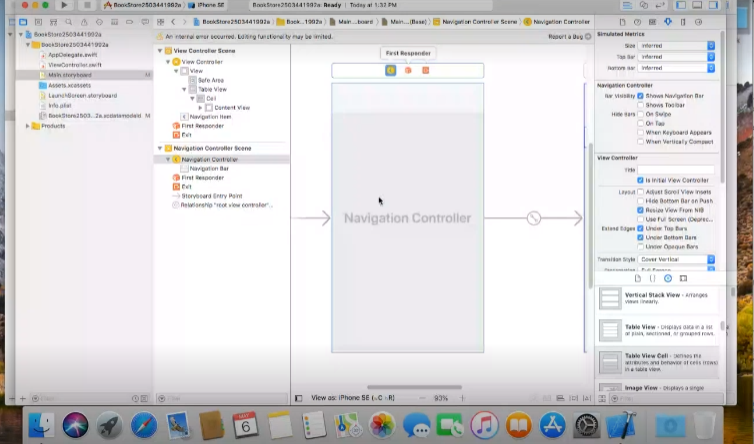 BookStore2503441992a
iPhone SE
BookStore2503441992a: Ready
Today at 1:32 PM
BookStore2503441992a
Main.storyboard
Main.storyboard (Base)
Navigation Controller Scene
Navigation Controller
BookStore2503441992a
BookStore2503441992a
AppDelegate.swift
ViewController.swift
Main.storyboard M
Assets.xcassets
LaunchScreen.storyboard
Info.plist
BookStore2503...2a.xcdatamodeld M
Products
An internal error occurred. Editing functionality may be limited.
Report a Bug
View Controller Scene
View Controller
View
Safe Area
Table View
Cell
Content View
Navigation Item
First Responder
Exit
Navigation Controller Scene
Navigation Controller
Navigation Bar
First Responder
Exit
Storyboard Entry Point
Relationship "root view controller"...
First Responder
Navigation Controller
View as: iPhone SE (wC hR)
93%
Simulated Metrics
Size Inferred
Top Bar Inferred
Bottom Bar Inferred
Navigation Controller
Bar Visibility Shows Navigation Bar
Shows Toolbar
Hide Bars On Swipe
On Tap
When Keyboard Appears
When Vertically Compact
View Controller
Title
Is Initial View Controller
Layout Adjust Scroll View Insets
Hide Bottom Bar on Push
Resize View From NIB
Use Full Screen (Deprec...
Extend Edges Under Top Bars
Under Bottom Bars
Under Opaque Bars
Transition Style Cover Vertical
Vertical Stack View - Arranges
views linearly.
Table View - Displays data in a list
of plain, sectioned, or grouped rows.
Table View Cell - Defines the
attributes and behavior of cells (rows)
in a table view.
Image View - Displays a single
6